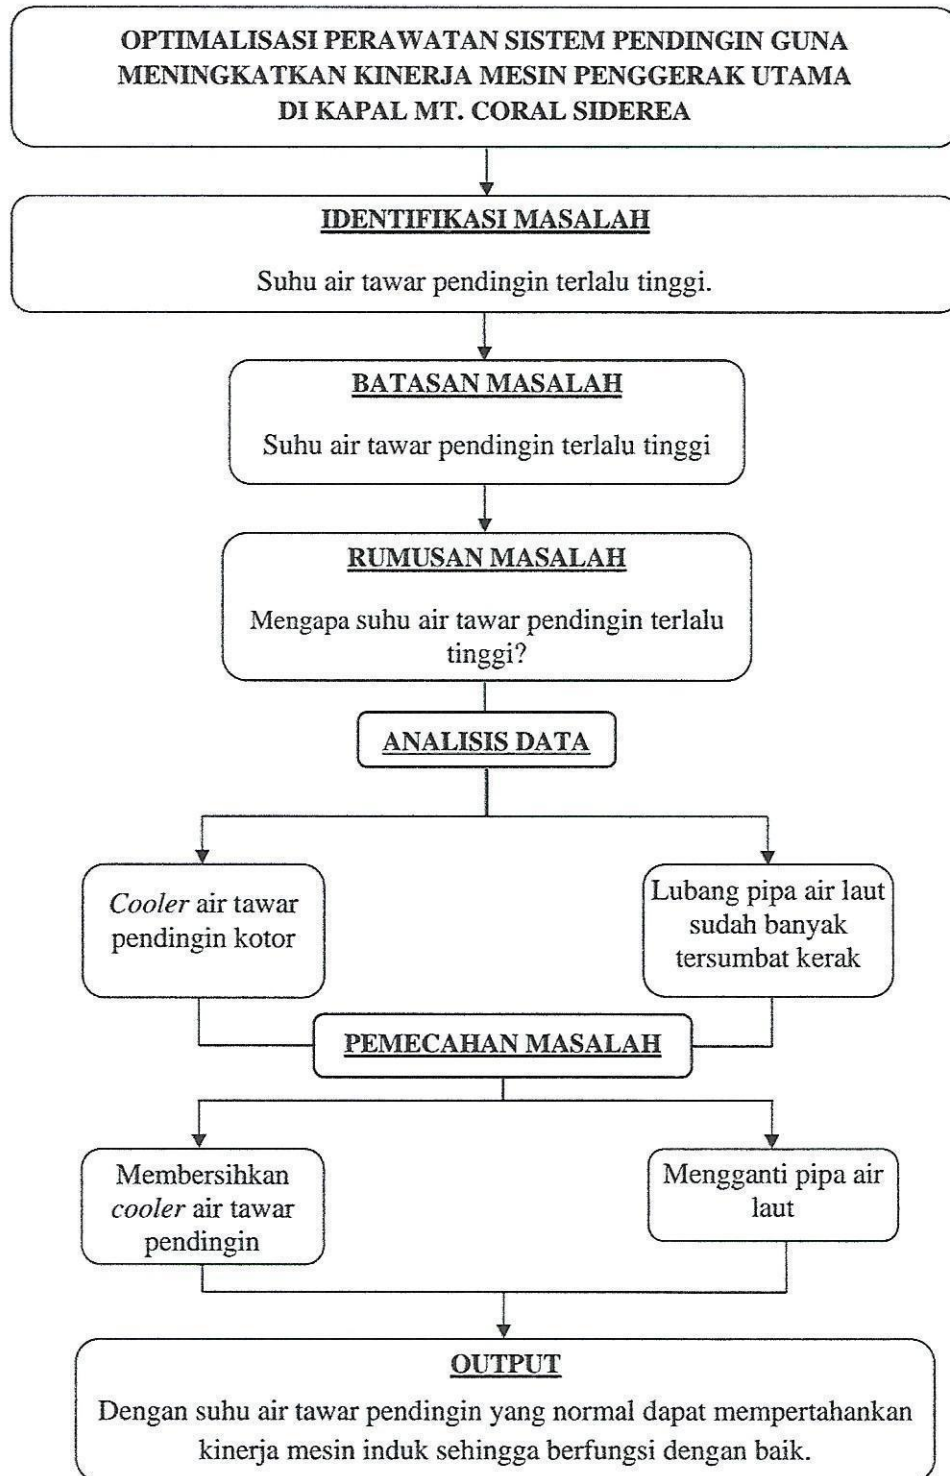 OPTIMALISASI PERAWATAN SISTEM PENDINGIN GUNA
MENINGKATKAN KINERJA MESIN PENGGERAK UTAMA
DI KAPAL MT. CORAL SIDEREA
IDENTIFIKASI MASALAH
Suhu air tawar pendingin terlalu tinggi.
BATASAN MASALAH
Suhu air tawar pendingin terlalu tinggi
RUMUSAN MASALAH
Mengapa suhu air tawar pendingin terlalu
tinggi?
ANALISIS DATA
Cooler air tawar
pendingin kotor
Lubang pipa air laut
sudah banyak
tersumbat kerak
PEMECAHAN MASALAH
Membersihkan
cooler air tawar
pendingin
Mengganti pipa air
laut
OUTPUT
Dengan suhu air tawar pendingin yang normal dapat mempertahankan
kinerja mesin induk sehingga berfungsi dengan baik.